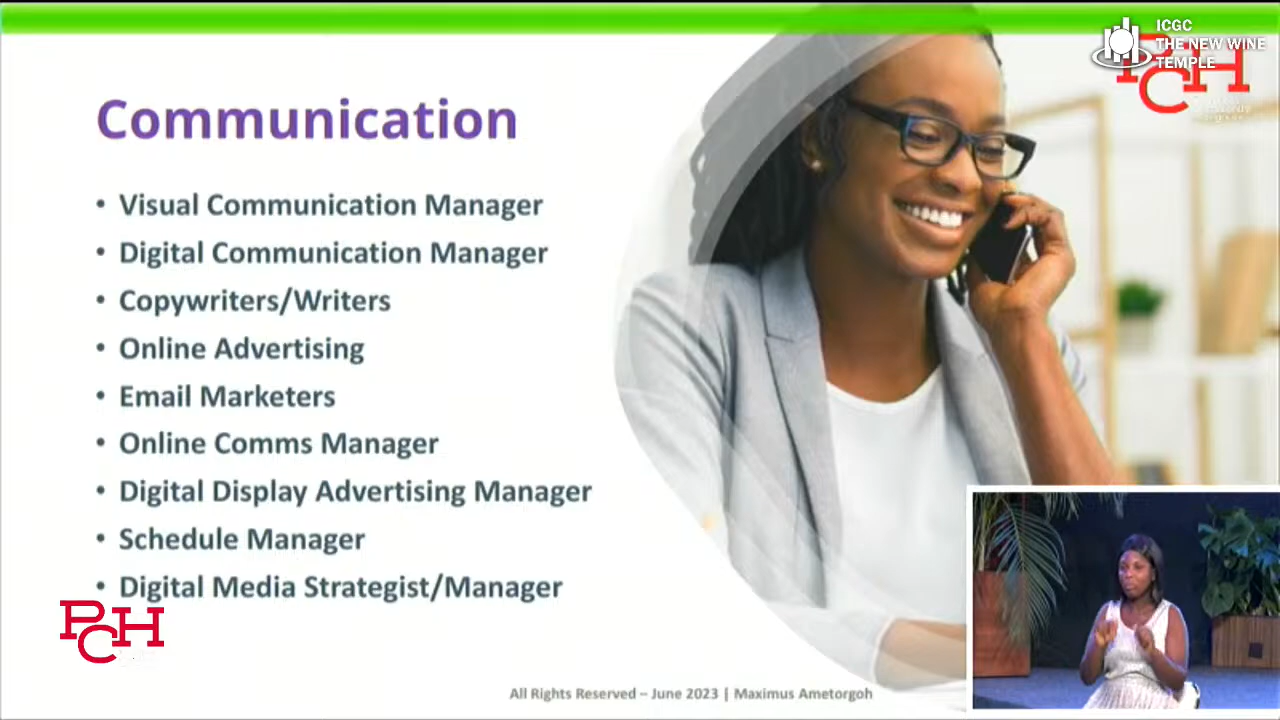 ICGC
THE NEW WINE
TEMPLE
PCH
Communication
• Visual Communication Manager
• Digital Communication Manager
• Copywriters/Writers
• Online Advertising
• Email Marketers
• Online Comms Manager
• Digital Display Advertising Manager
• Schedule Manager
• Digital Media Strategist/Manager
PCH
All Rights Reserved – June 2023 | Maximus Ametorgoh